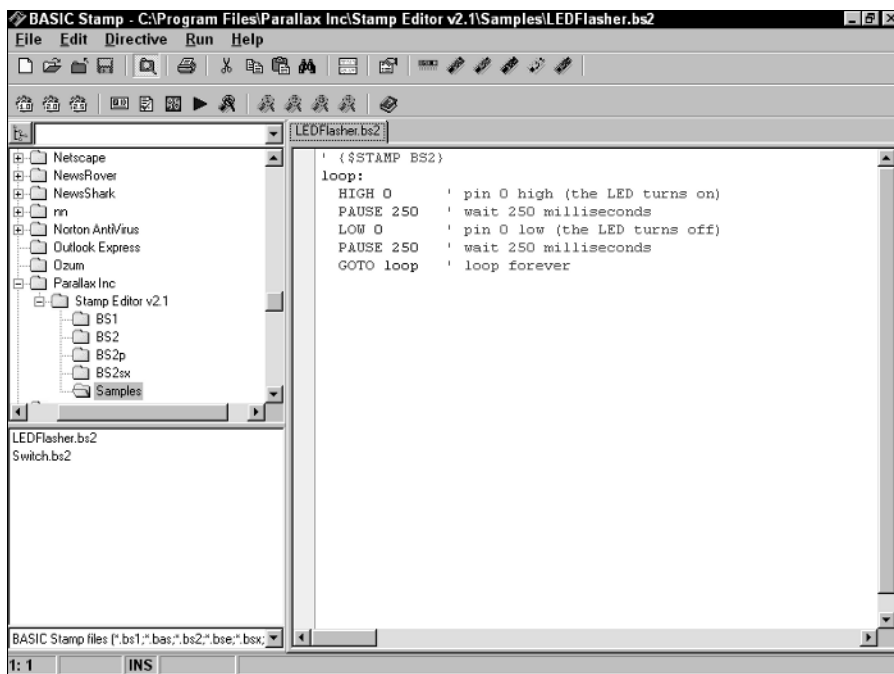 BASIC Stamp - C:\Program Files\Parallax Inc\Stamp Editor v2.1\Samples\LEDFlasher.bs2
File Edit Directive Run Help
LEDFlasher.bs2
Netscape
NewsRover
NewsShark
nn
Norton AntiVirus
Outlook Express
Ozum
Parallax Inc
Stamp Editor v2.1
BS1
BS2
BS2p
BS2sx
Samples
LEDFlasher.bs2
Switch.bs2
BASIC Stamp files (*.bs1;*.bas;*.bs2;*.bse;*.bsx;
' {$STAMP BS2}
loop:
HIGH 0 ' pin 0 high (the LED turns on)
PAUSE 250 ' wait 250 milliseconds
LOW 0 ' pin 0 low (the LED turns off)
PAUSE 250 ' wait 250 milliseconds
GOTO loop ' loop forever
1: 1 INS